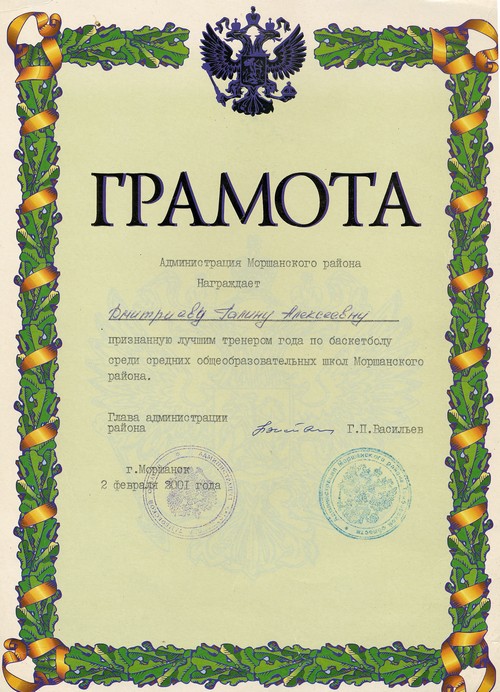 ГРАМОТА
Администрация Моршанского района
Награждает
Дмитриеву Галину Алексеевну
признанную лучшим тренером года по баскетболу
среди средних общеобразовательных школ Моршанского
района.
Глава администрации
района
Г.П.Васильев
г.Моршанск
2 февраля 2001 года